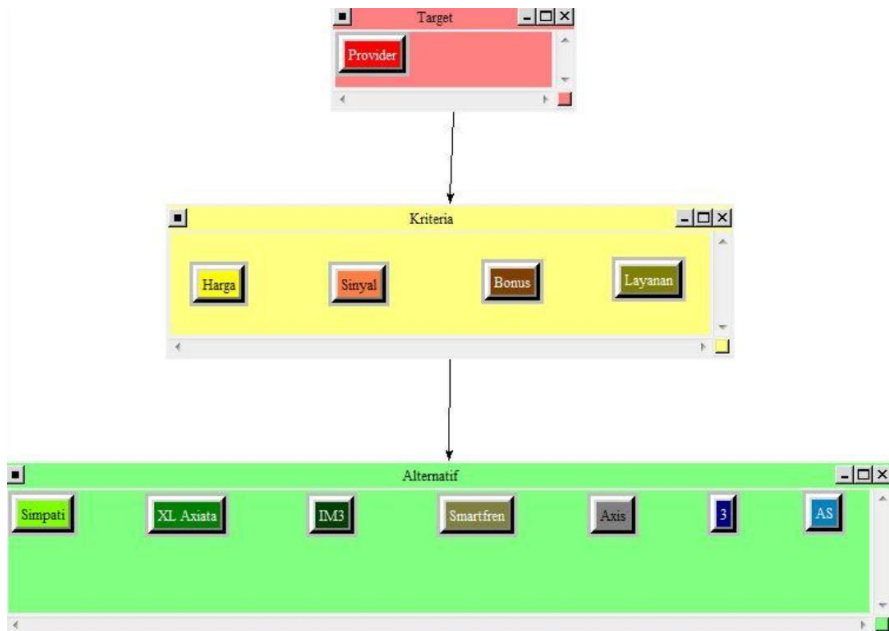 Target
Provider
Kriteria
Harga
Sinyal
Bonus
Layanan
Alternatif
Simpati
XL Axiata
IM3
Smartfren
Axis
3
AS